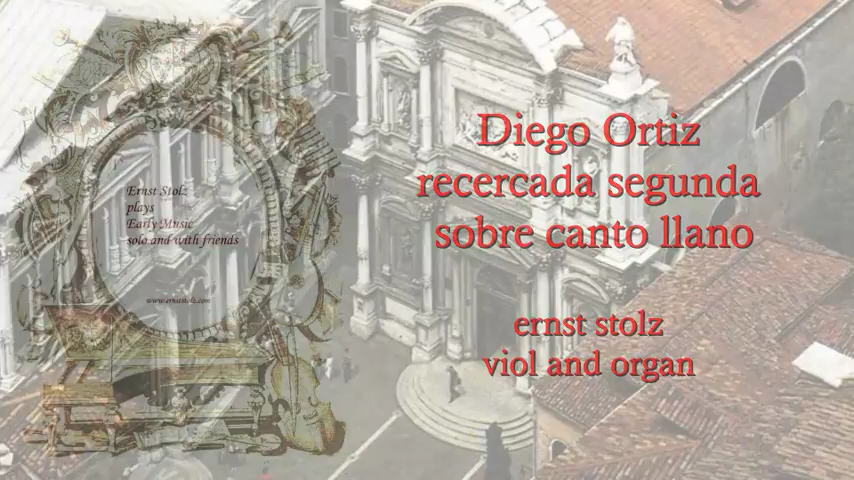 Ernst Stolz
plays
Early Music
solo and with friends
www.ernststolz.com
Diego Ortiz
recercada segunda
sobre canto llano
ernst stolz
viol and organ